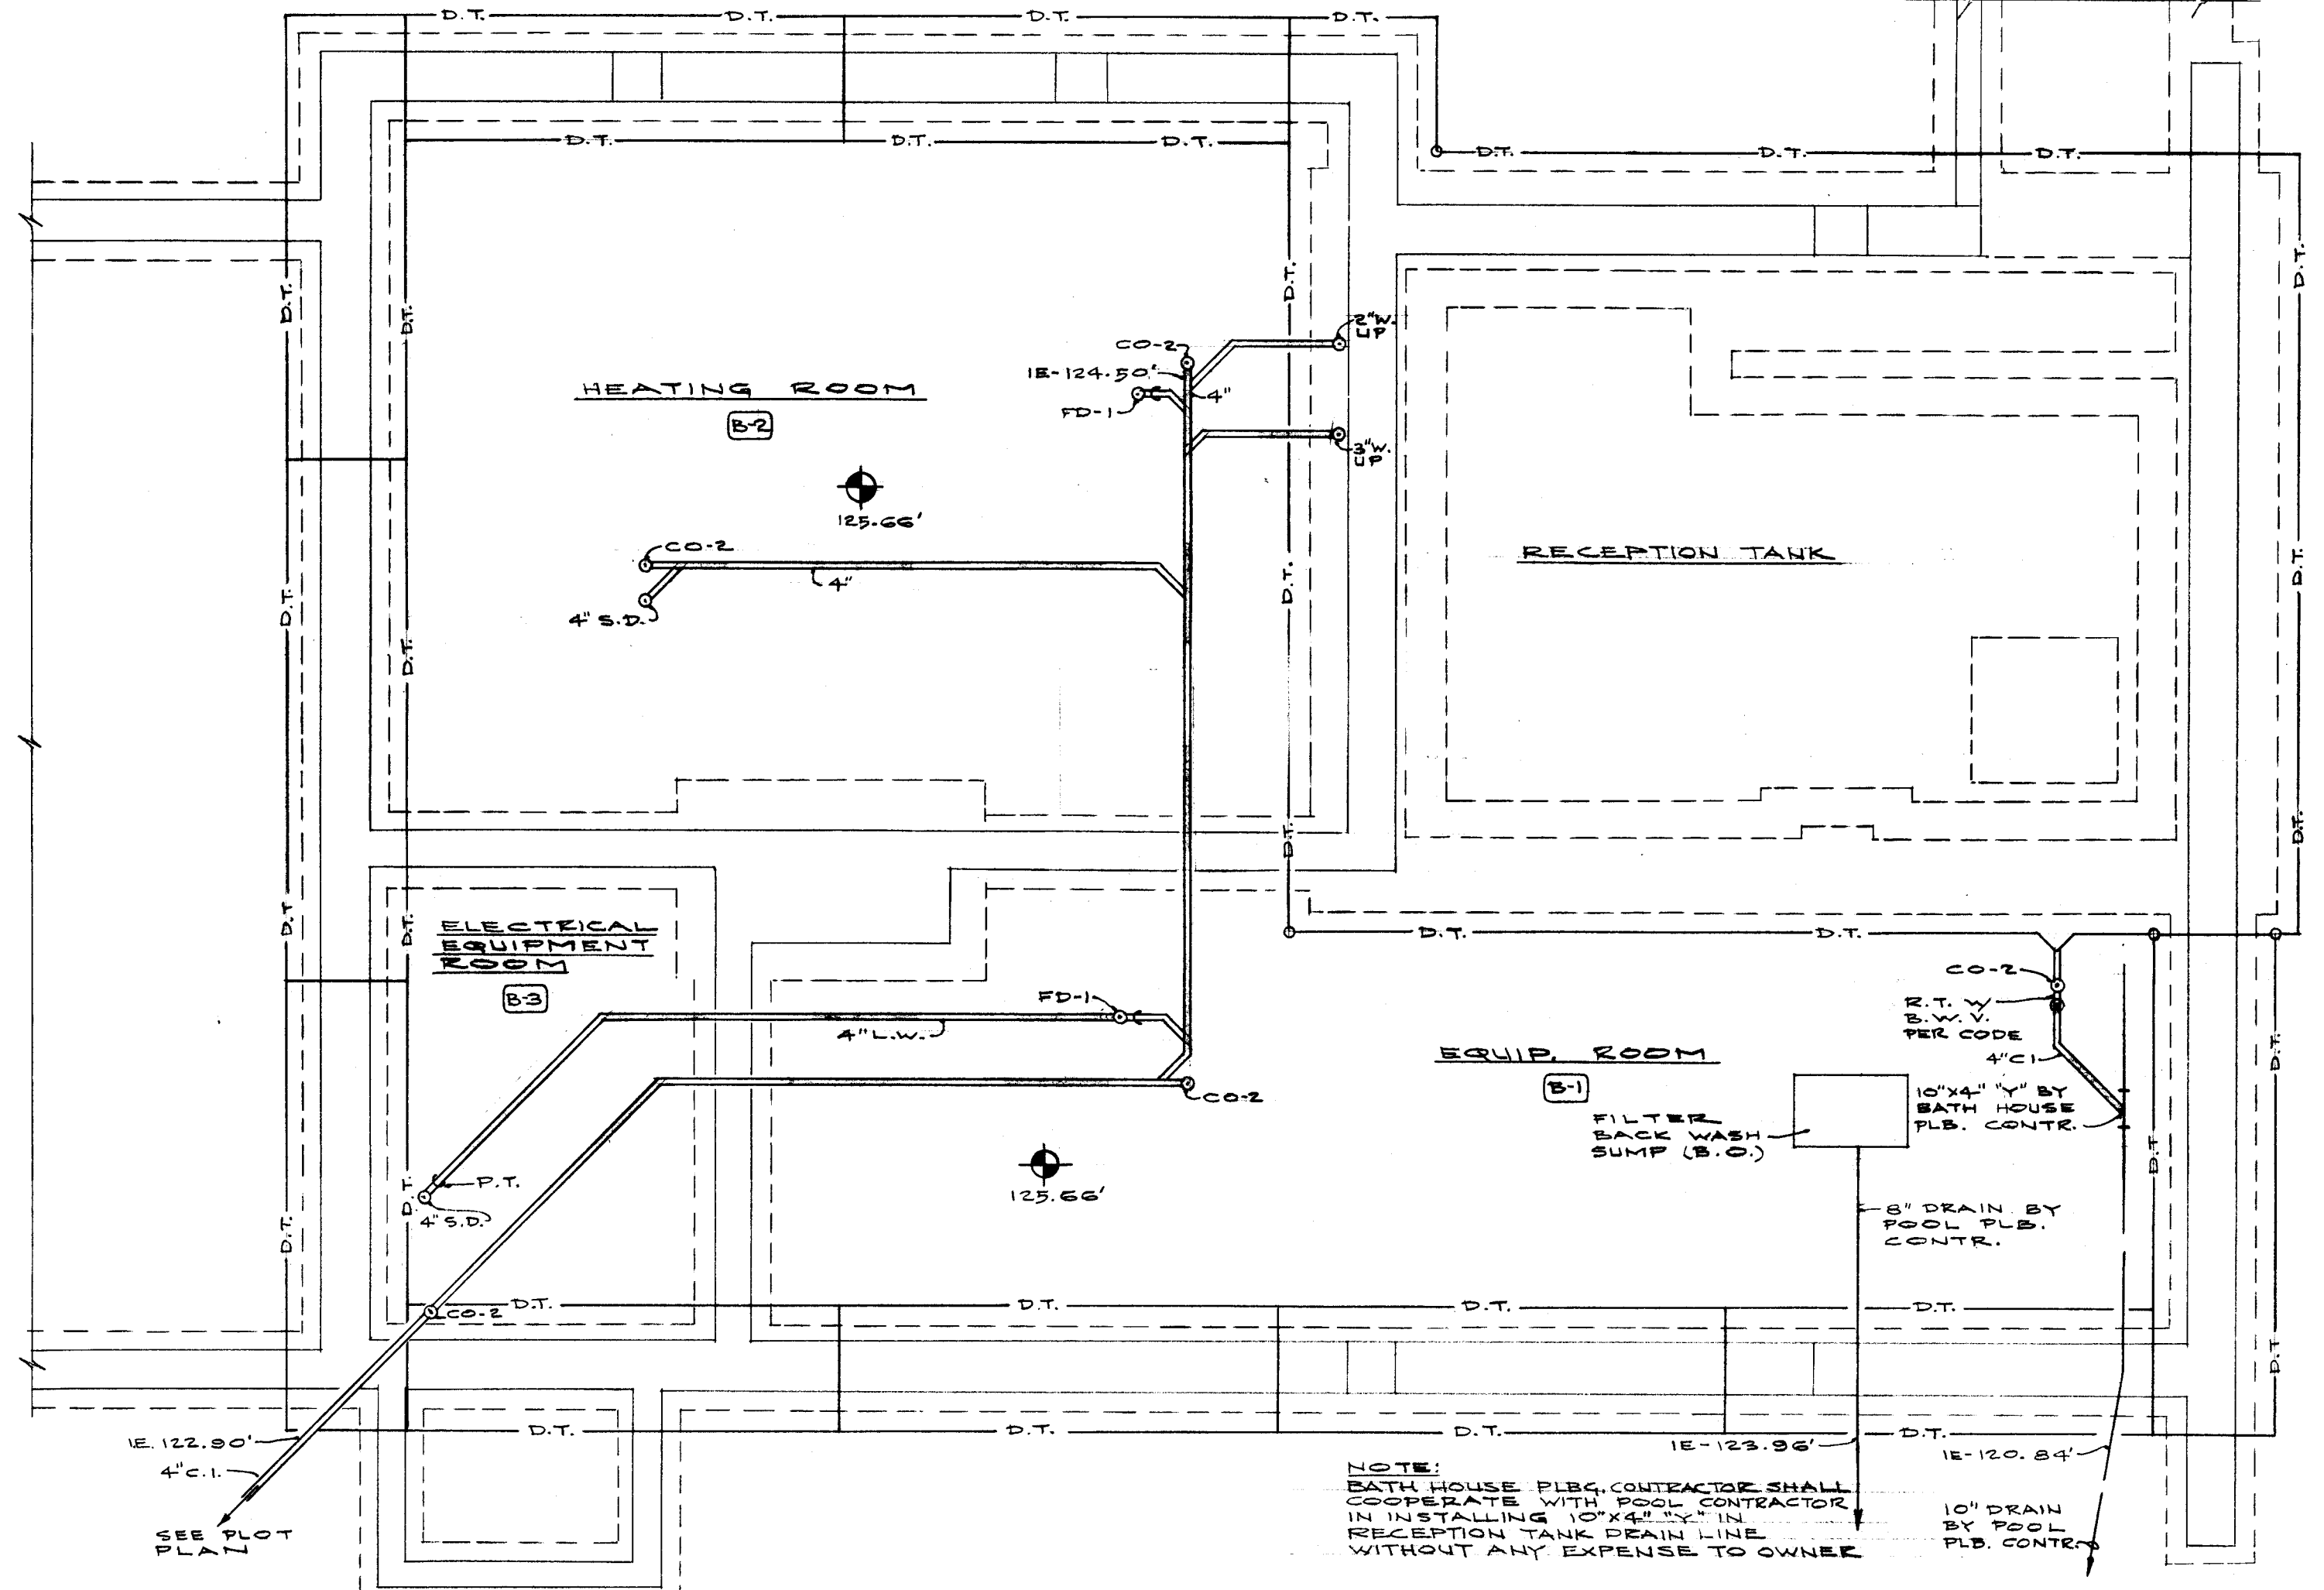 D.T. D.T. D.T. D.T.
D.T. D.T. D.T.
D.T. D.T. D.T.
D.T.
D.T.
D.T.
D.T.
2"W.
UP
CO-2
IE-124.50'
4"
FD-1
HEATING ROOM
B-2
3"W.
UP
125.66'
CO-2
4"
4" S.D.
RECEPTION TANK
D.T.
D.T.
D.T.
D.T.
D.T.
D.T.
D.T
D.T.
ELECTRICAL
EQUIPMENT
ROOM
B-3
D.T. D.T.
FD-1
4" L.W.
CO-2
R.T. W
B.W.V.
PER CODE
4"C.I.
EQUIP. ROOM
B-1
CO-2
10"X4" "Y" BY
BATH HOUSE
PLB. CONTR.
FILTER
BACK WASH
SUMP (B.O.)
D.T.
D.T
P.T.
4" S.D.
D.T.
D.T.
125.66'
8" DRAIN BY
POOL PLB.
CONTR.
CO-2
D.T. D.T. D.T. D.T.
D.T
D.T. D.T. D.T. D.T.
IE. 122.90'
4"C.I.
SEE PLOT
PLAN
IE-123.96'
IE-120.84'
NOTE:
BATH HOUSE PLBG. CONTRACTOR SHALL
COOPERATE WITH POOL CONTRACTOR
IN INSTALLING 10"X4" "Y" IN
RECEPTION TANK DRAIN LINE
WITHOUT ANY EXPENSE TO OWNER
10" DRAIN
BY POOL
PLB. CONTR.